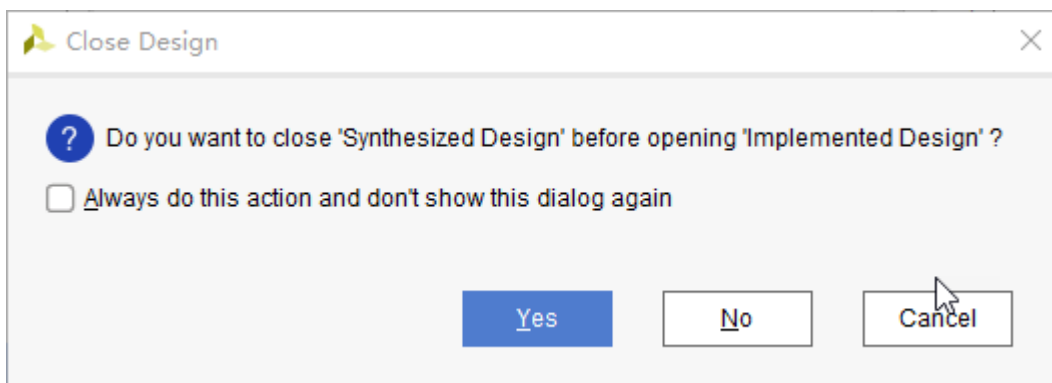 Close Design
Do you want to close 'Synthesized Design' before opening 'Implemented Design' ?
Always do this action and don't show this dialog again
Yes
No
Cancel